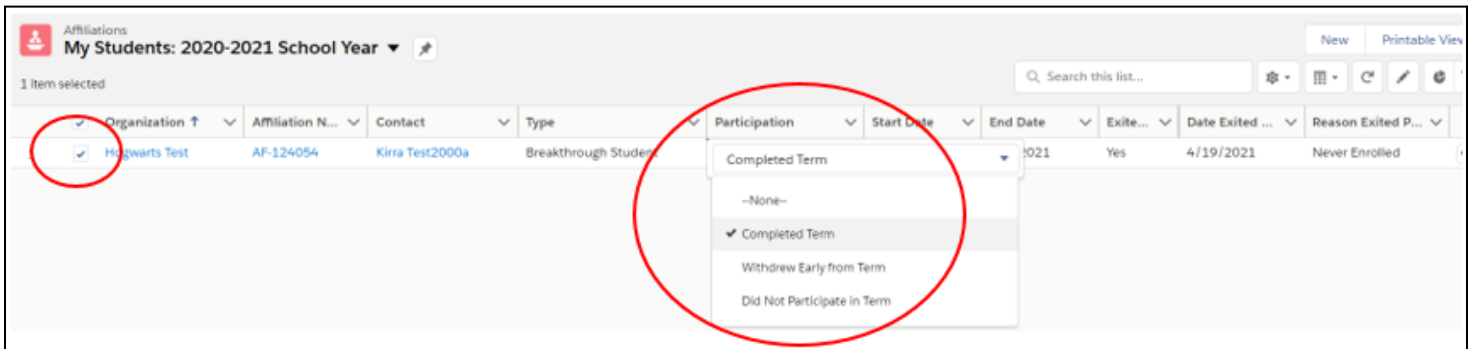 Affiliations
My Students: 2020-2021 School Year
New
Printable View
1 item selected
Search this list...
Organization ↑
Affiliation N...
Contact
Type
Participation
Start Date
End Date
Exite...
Date Exited ...
Reason Exited P...
Hogwarts Test
AF-124054
Kirra Test2000a
Breakthrough Student
Completed Term
2021
Yes
4/19/2021
Never Enrolled
--None--
Completed Term
Withdrew Early from Term
Did Not Participate in Term